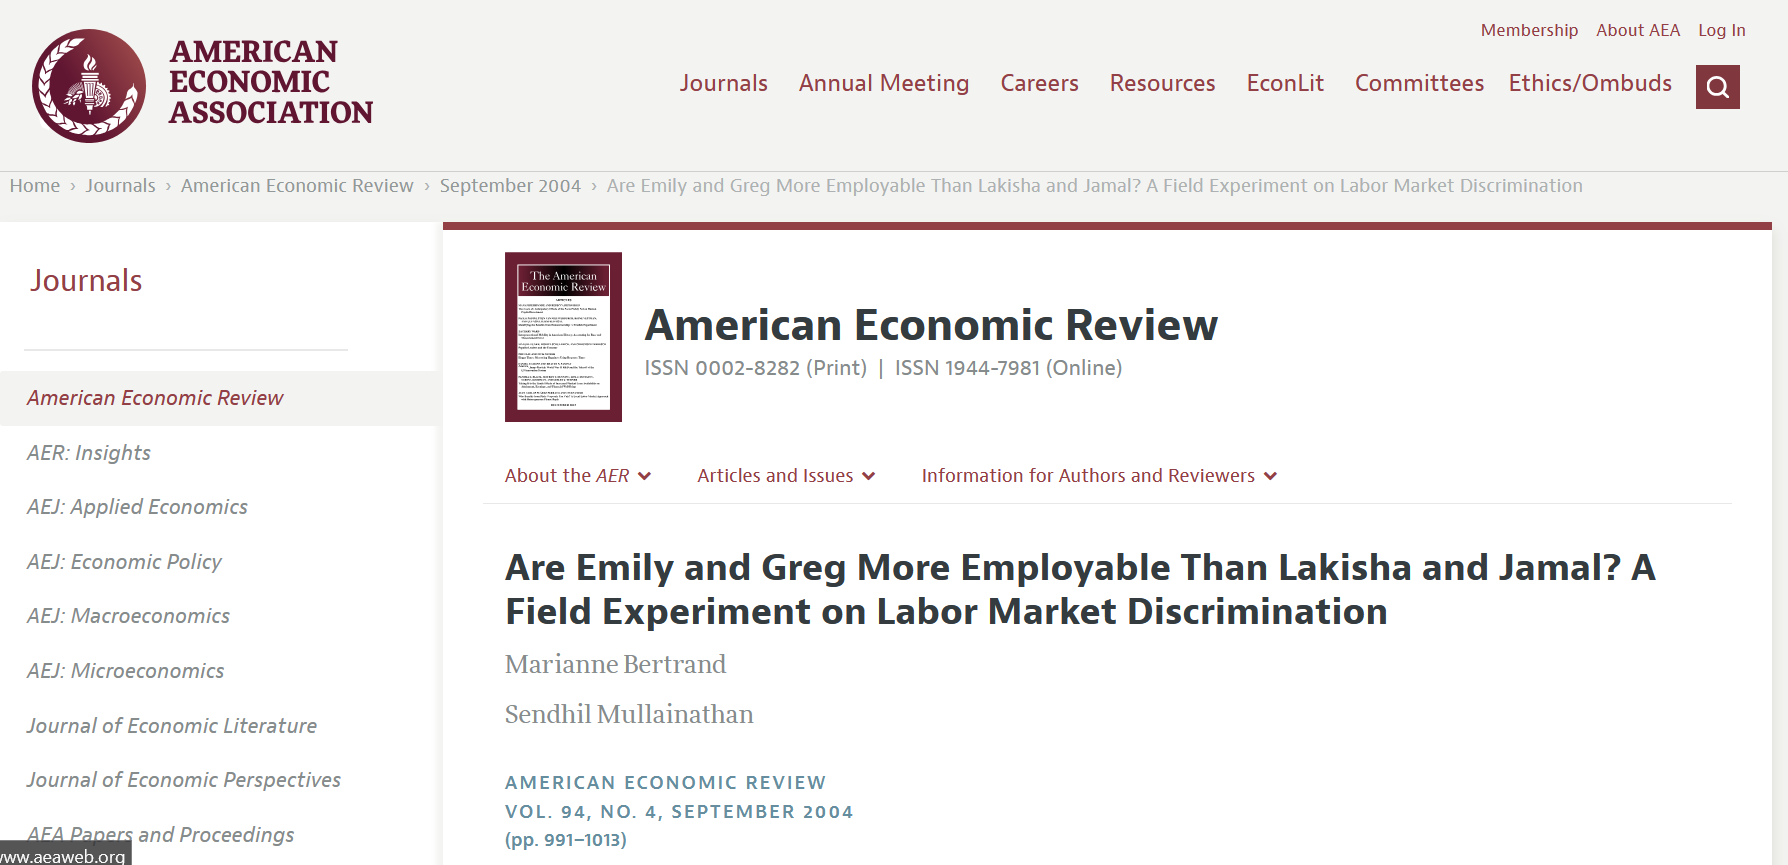 Membership About AEA Log In
AMERICAN
ECONOMIC
ASSOCIATION
Journals Annual Meeting Careers Resources EconLit Committees Ethics/Ombuds
Home › Journals › American Economic Review › September 2004 › Are Emily and Greg More Employable Than Lakisha and Jamal? A Field Experiment on Labor Market Discrimination
Journals
American Economic Review
AER: Insights
AEJ: Applied Economics
AEJ: Economic Policy
AEJ: Macroeconomics
AEJ: Microeconomics
Journal of Economic Literature
Journal of Economic Perspectives
AEA Papers and Proceedings
www.aeaweb.org
The American
Economic Review
American Economic Review
ISSN 0002-8282 (Print) | ISSN 1944-7981 (Online)
About the AER Articles and Issues Information for Authors and Reviewers
Are Emily and Greg More Employable Than Lakisha and Jamal? A
Field Experiment on Labor Market Discrimination
Marianne Bertrand
Sendhil Mullainathan
AMERICAN ECONOMIC REVIEW
VOL. 94, NO. 4, SEPTEMBER 2004
(pp. 991–1013)